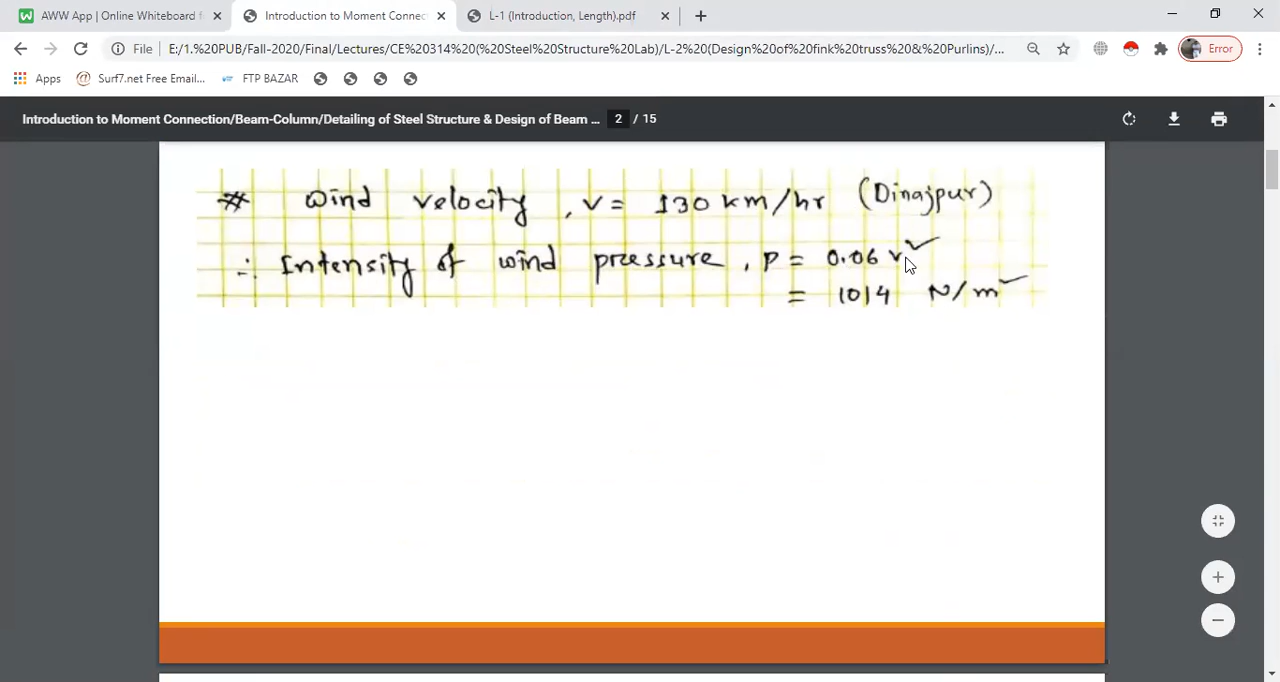 AWW App | Online Whiteboard f
Introduction to Moment Connec
L-1 (Introduction, Length).pdf
File
E:/1.%20PUB/Fall-2020/Final/Lectures/CE%20314%20(%20Steel%20Structure%20Lab)/L-2%20(Design%20of%20fink%20truss%20&%20Purlins)/...
Error
Apps
Surf7.net Free Email...
FTP BAZAR
Introduction to Moment Connection/Beam-Column/Detailing of Steel Structure & Design of Beam ...
2 / 15
* Wind velocity, v = 130 km/hr (Dinajpur)
∴ Intensity of wind pressure, p = 0.06 v²
= 1014 N/m²